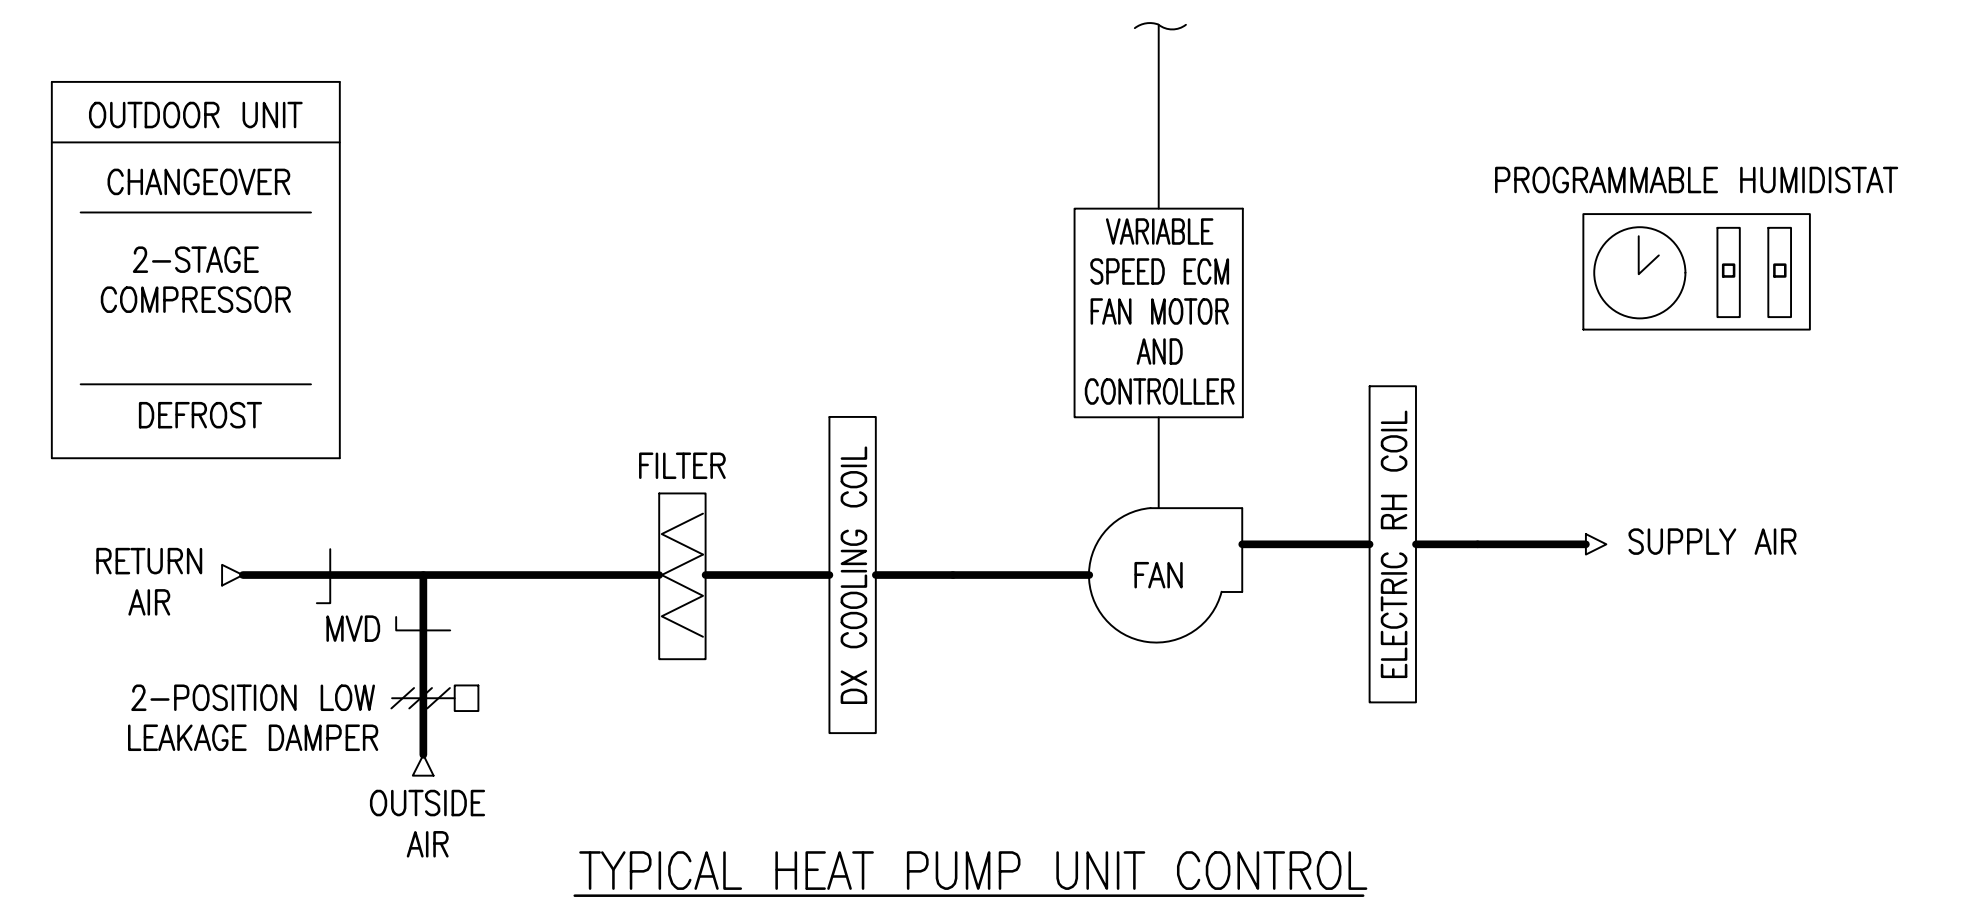 OUTDOOR UNIT
CHANGEOVER
2-STAGE
COMPRESSOR
DEFROST
VARIABLE
SPEED ECM
FAN MOTOR
AND
CONTROLLER
PROGRAMMABLE HUMIDISTAT
FILTER
DX COOLING COIL
FAN
ELECTRIC RH COIL
SUPPLY AIR
RETURN
AIR
MVD
2-POSITION LOW
LEAKAGE DAMPER
OUTSIDE
AIR
TYPICAL HEAT PUMP UNIT CONTROL